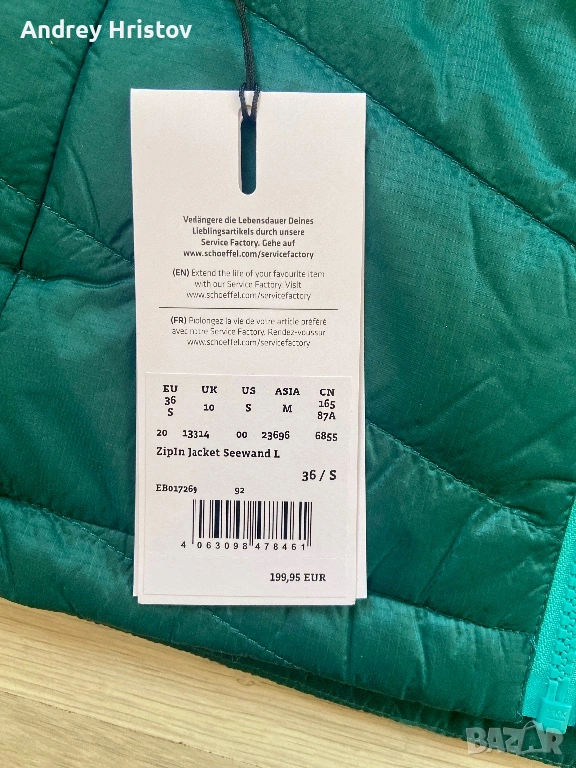 Andrey Hristov
Vedängere die Lebensdauer Deines
Lieblingsartikels durch unsere
Service Factory. Gehe auf
www.schoeffel.com/servicefactory
(EN) Extend the life of your favourite item
with our Service Factory. Visit
www.schoeffel.com/servicefactory
(FR) Prolongez la vie de votre article préféré
avec notre Service Factory. Rendez-voussur
www.schoeffel.com/servicefactory
EU UK US ASIA CN
36 S 10 S M 165 87A
20 13314 00 23696 6855
ZipIn Jacket Seewand L
36 / S
EB017269 92
4 063098 478461
199,95 EUR
BAZAR